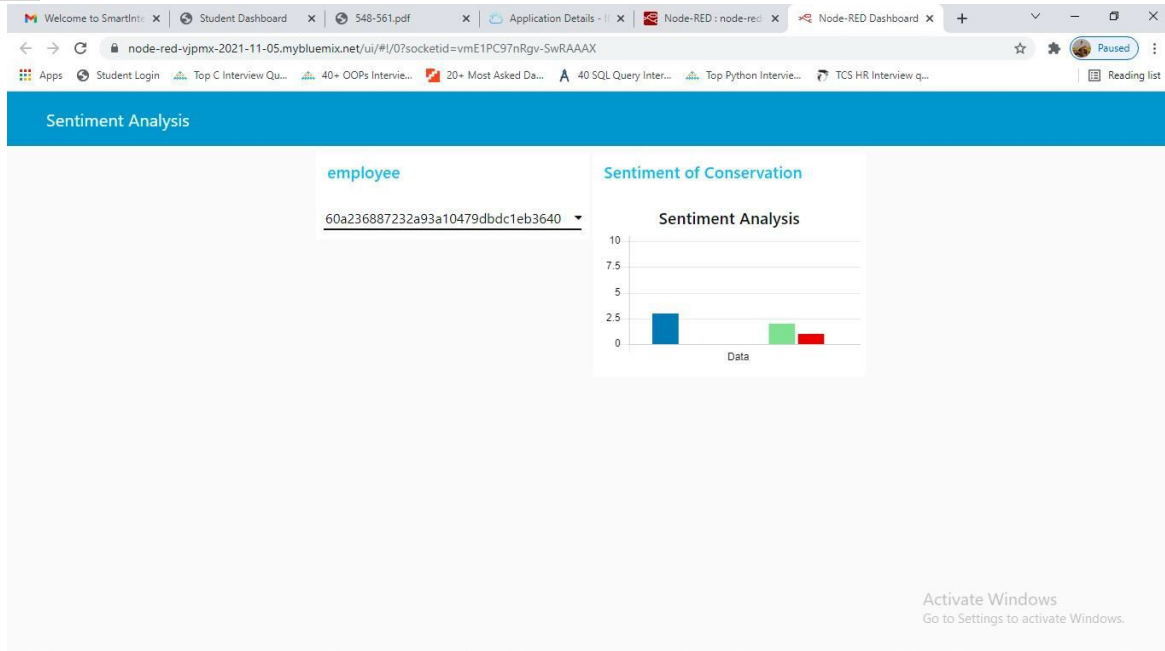 Welcome to SmartInte
Student Dashboard
548-561.pdf
Application Details - I
Node-RED : node-red
Node-RED Dashboard
node-red-vjpmx-2021-11-05.mybluemix.net/ui/#!/0?socketid=vmE1PC97nRgv-SwRAAAX
Paused
Apps
Student Login
Top C Interview Qu...
40+ OOPs Intervie...
20+ Most Asked Da...
40 SQL Query Inter...
Top Python Intervie...
TCS HR Interview q...
Reading list
Sentiment Analysis
employee
60a236887232a93a10479dbdc1eb3640
Sentiment of Conservation
Sentiment Analysis
10
7.5
5
2.5
0
Data
Activate Windows
Go to Settings to activate Windows.